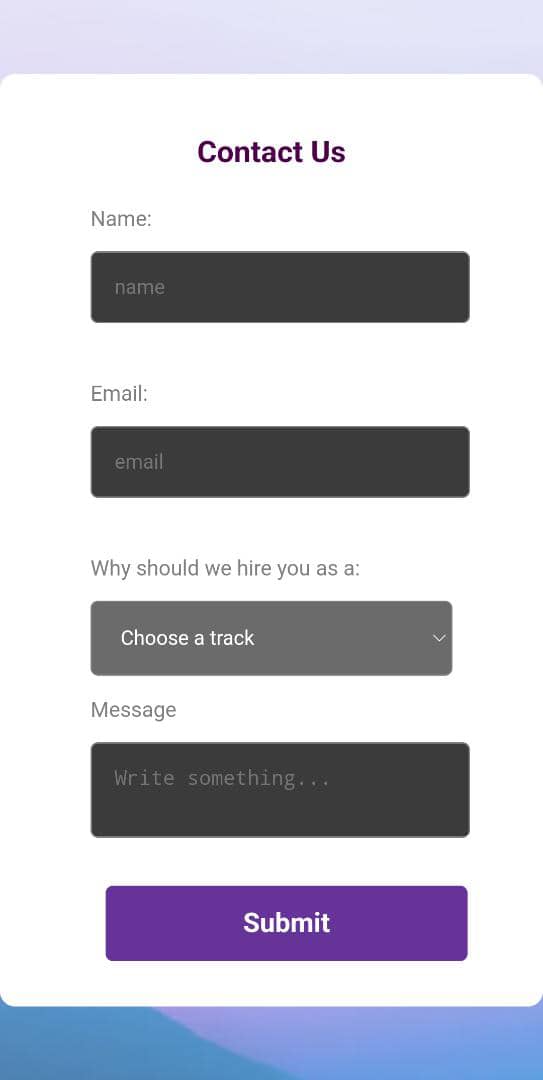 Contact Us
Name:
name
Email:
email
Why should we hire you as a:
Choose a track
Message
Write something...
Submit